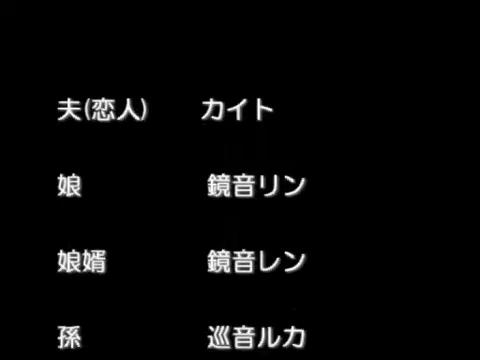 夫(恋人) カイト
娘 鏡音リン
娘婿 鏡音レン
孫 巡音ルカ